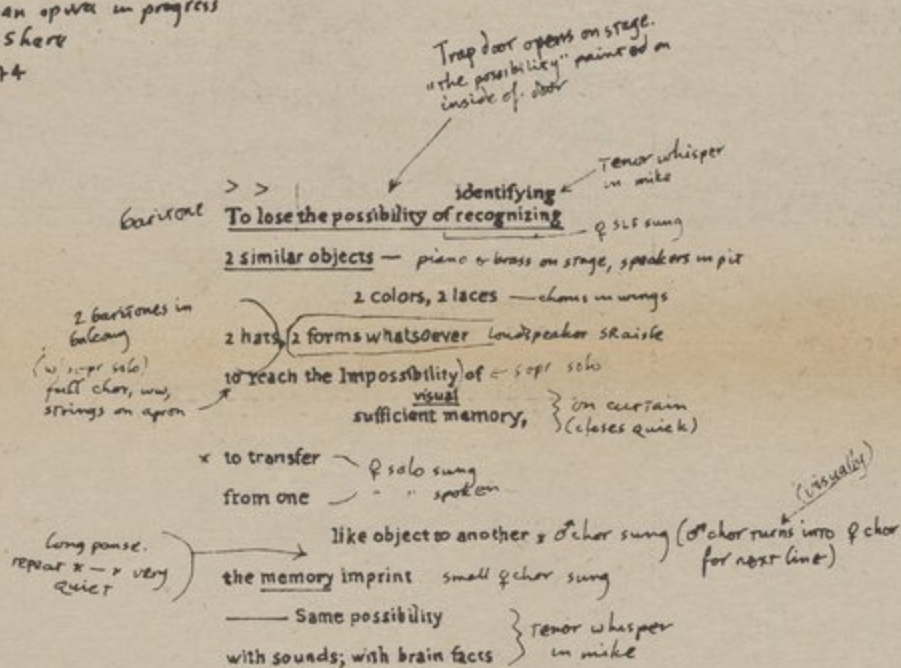 an opera in progress
Share
Trap door opens on stage.
"the possibility" painted on
inside of door
Tenor whisper
in mike
> >
identifying
baritone
To lose the possibility of recognizing
♀ solo sung
2 similar objects — piano & brass on stage, speakers in pit
2 colors, 2 laces — chorus in wings
2 baritones in
balcony
2 hats, 2 forms whatsoever loudspeaker SR aisle
(w/ sopr solo)
full chor, ww,
strings on apron
to reach the Impossibility of ← sopr solo
visual
sufficient memory,
on curtain
(closes quick)
x to transfer
♀ solo sung
from one
" " spoken
(visually)
like object to another x ♂ chor sung (♂ chor turns into ♀ chor
for next line)
Long pause.
repeat x — x very
quiet
the memory imprint small ♀ chor sung
—— Same possibility
with sounds; with brain facts
Tenor whisper
in mike